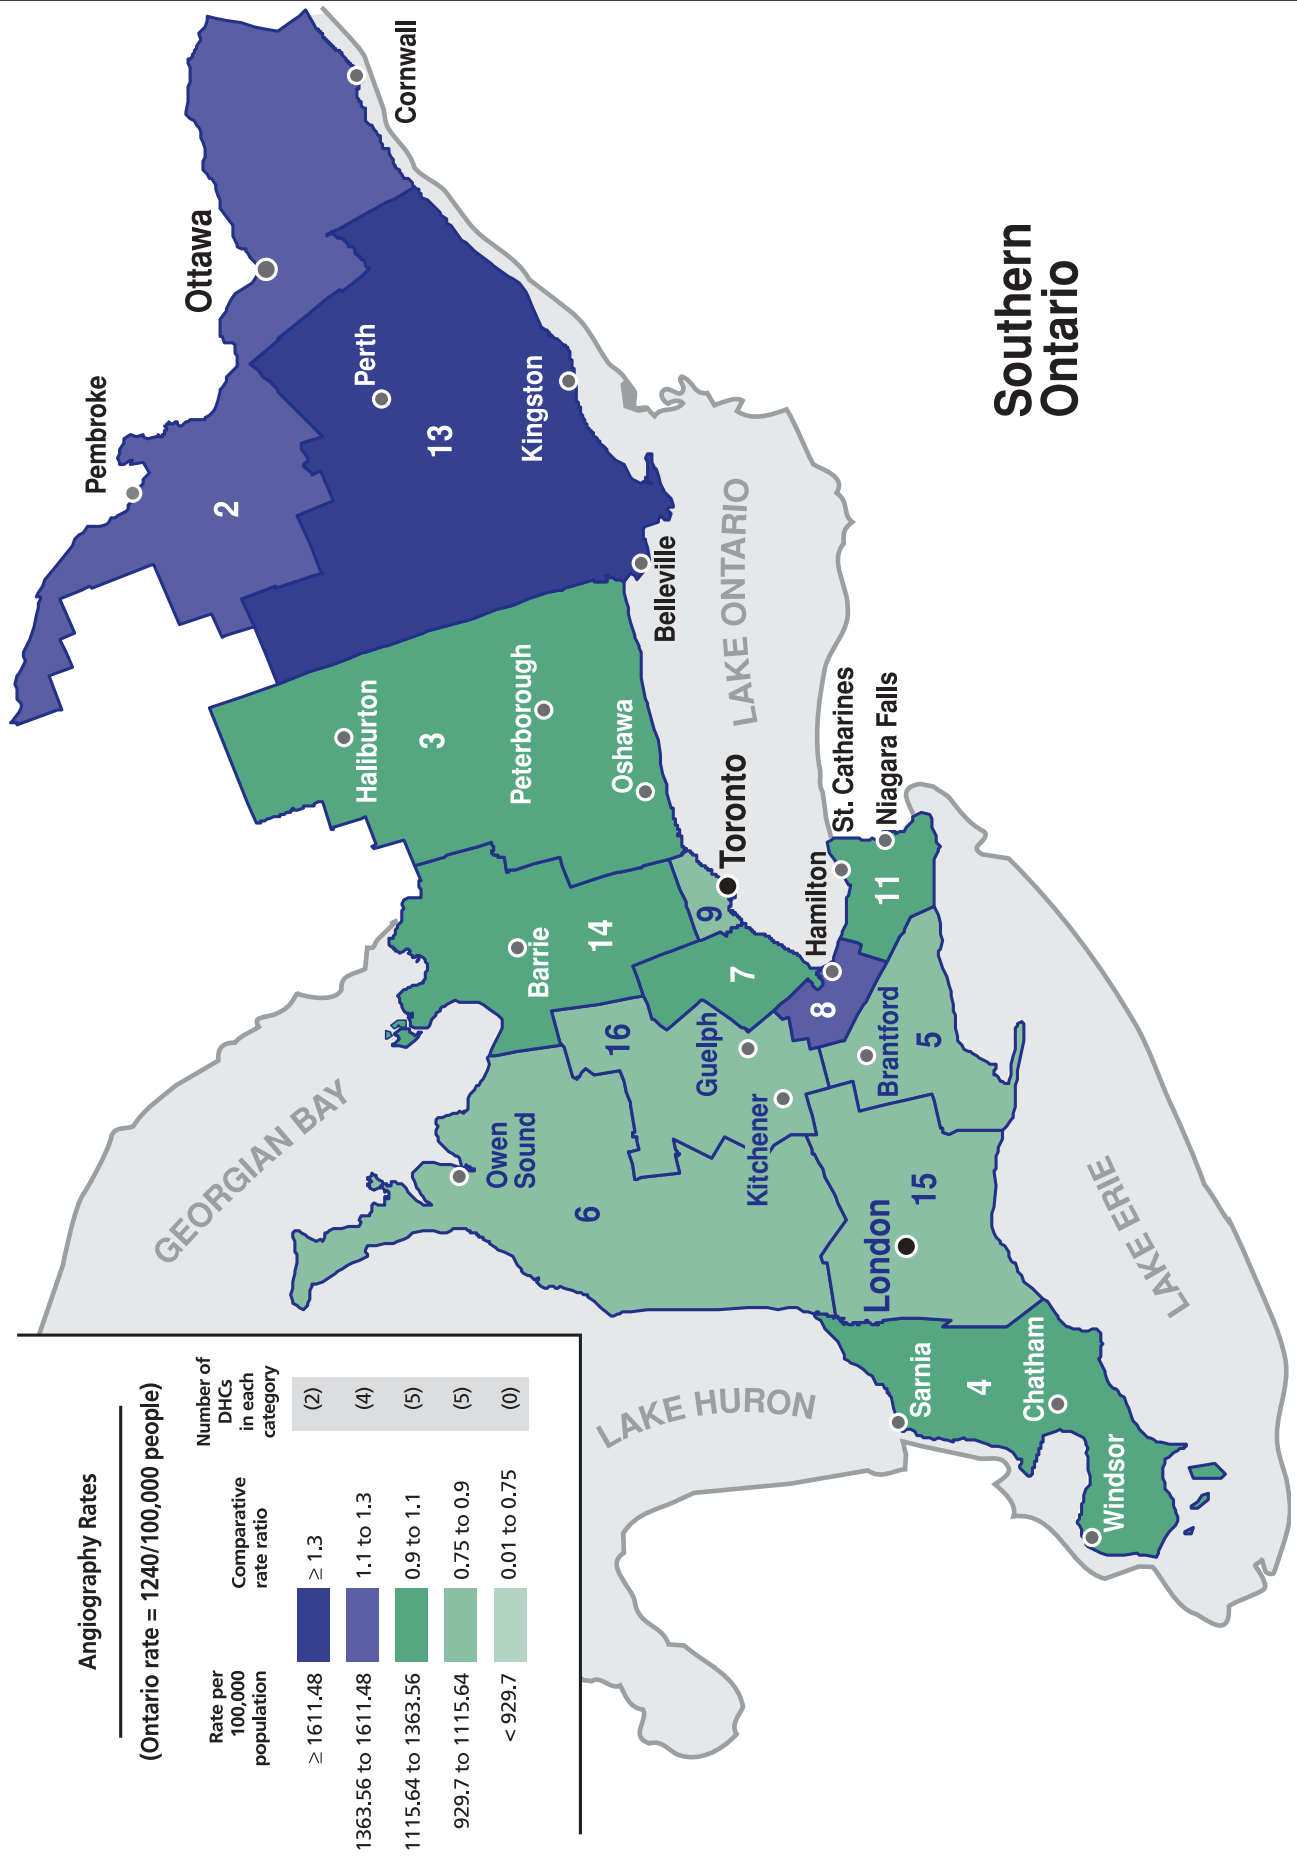 Angiography Rates
(Ontario rate = 1240/100,000 people)
Rate per
100,000
population
Comparative
rate ratio
Number of
DHCs
in each
category
≥ 1611.48 ≥ 1.3 (2)
1363.56 to 1611.48 1.1 to 1.3 (4)
1115.64 to 1363.56 0.9 to 1.1 (5)
929.7 to 1115.64 0.75 to 0.9 (5)
< 929.7 0.01 to 0.75 (0)
Pembroke
Ottawa
Cornwall
2
Perth
13
Kingston
Belleville
Haliburton
3
Peterborough
Oshawa
Toronto
LAKE ONTARIO
GEORGIAN BAY
Barrie
14
9
7
16
Owen
Sound
6
Guelph
Kitchener
Hamilton
8
St. Catharines
Niagara Falls
11
Brantford
5
London
15
LAKE HURON
Sarnia
4
Chatham
Windsor
LAKE ERIE
Southern
Ontario